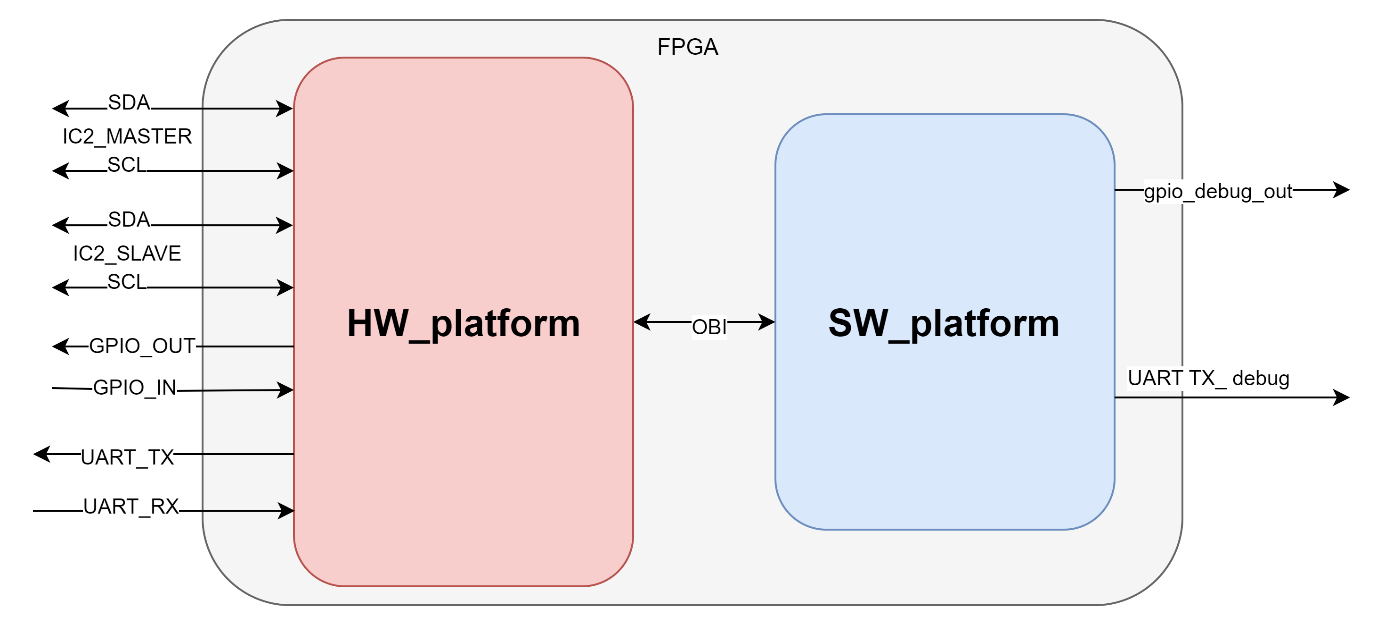 FPGA
SDA
IC2_MASTER
SCL
SDA
IC2_SLAVE
SCL
GPIO_OUT
GPIO_IN
UART_TX
UART_RX
HW_platform
OBI
SW_platform
gpio_debug_out
UART TX_ debug